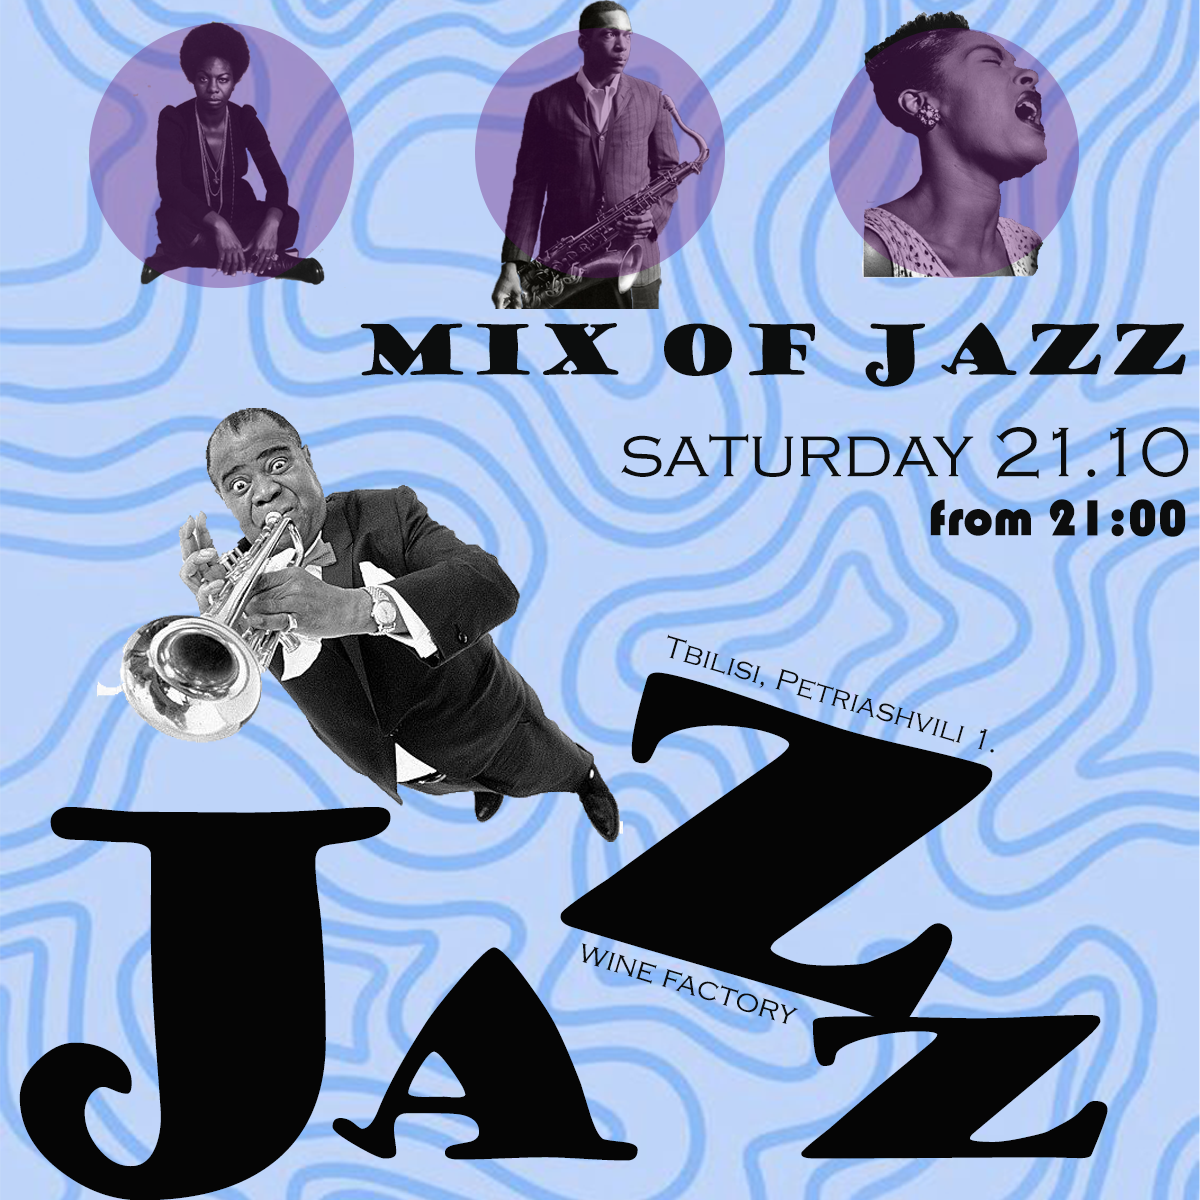 MIX OF JAZZ
SATURDAY 21.10
from 21:00
TBILISI, PETRIASHVILI 1.
WINE FACTORY
JAZZ